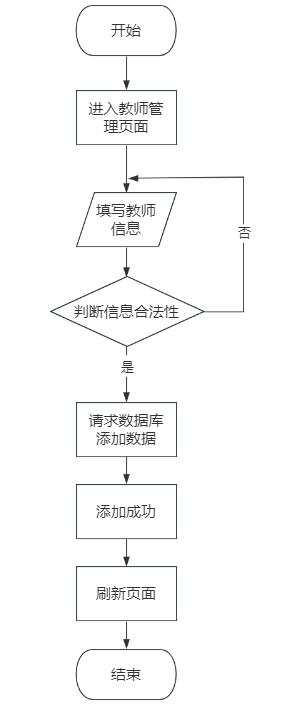 开始
进入教师管
理页面
填写教师
信息
否
判断信息合法性
是
请求数据库
添加数据
添加成功
刷新页面
结束